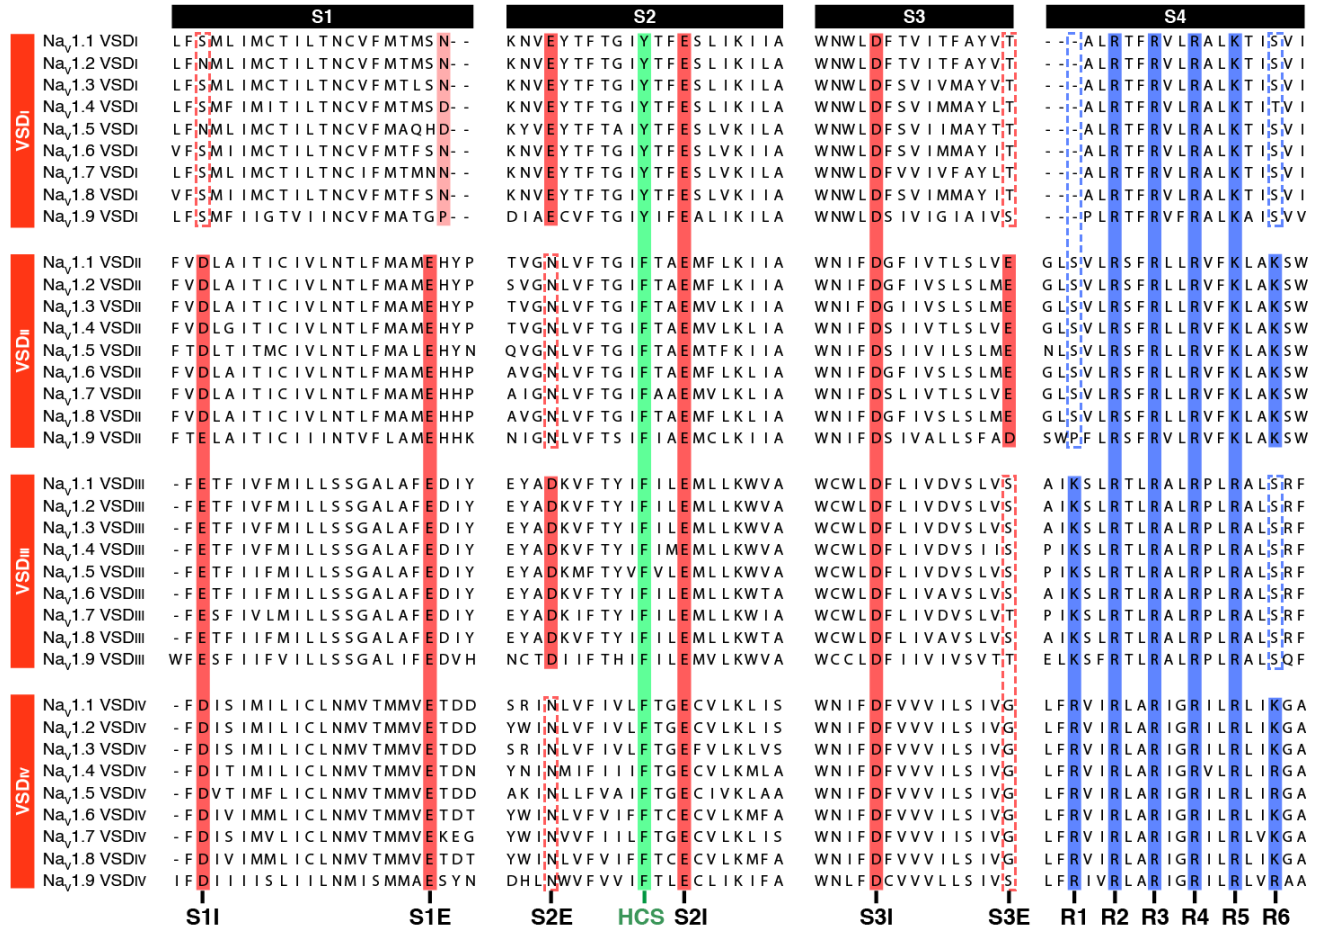 S1 S2 S3 S4
VSDI
Nav1.1 VSDI LFSMLIMCTILTNCVFMTMSN-- KNVEYTFTGIYTFESLIKIIA WNWLDFTVITFAYVT ---ALRTFRVLRALKTISVI
Nav1.2 VSDI LFNMLIMCTILTNCVFMTMSN-- KNVEYTFTGIYTFESLIKIIA WNWLDFTVITFAYVT ---ALRTFRVLRALKTISVI
Nav1.3 VSDI LFSMLIMCTILTNCVFMTLSN-- KNVEYTFTGIYTFESLIKILA WNWLDFSVIVMAYVT ---ALRTFRVLRALKTISVI
Nav1.4 VSDI LFSMFIMITILTNCVFMTMSD-- KNVEYTFTGIYTFESLIKILA WNWLDFSVIMMAYLT ---ALRTFRVLRALKTITVI
Nav1.5 VSDI LFNMLIMCTILTNCVFMAQHD-- KYVEYTFTAIYTFESLVKILA WNWLDFSVIIMAYTT ---ALRTFRVLRALKTISVI
Nav1.6 VSDI VFSMIIMCTILTNCVFMTFSN-- KNVEYTFTGIYTFESLVKIIA WNWLDFSVIMMAYIT ---ALRTFRVLRALKTISVI
Nav1.7 VSDI LFSMLIMCTILTNCIFMTMNN-- KNVEYTFTGIYTFESLVKILA WNWLDFVVIVFAYLT ---ALRTFRVLRALKTISVI
Nav1.8 VSDI VFSMIIMCTILTNCVFMTFSN-- KNVEYTFTGIYTFESLVKIIA WNWLDFSVIMMAYIT ---ALRTFRVLRALKTISVI
Nav1.9 VSDI LFSMFIIGTVIINCVFMATGP-- DIAECVFTGIYIFEALIKILA WNWLDSIVIGIAIVS ---PLRTFRVFRALKAISVV
VSDII
Nav1.1 VSDII FVDLAITICIVLNTLFMAMEHYP TVGNLVFTGIFTAEMFLKIIA WNIFDGFIVTLSLVE GLSVLRSFRLLRVFKLAKSW
Nav1.2 VSDII FVDLAITICIVLNTLFMAMEHYP SVGNLVFTGIFTAEMFLKIIA WNIFDGFIVSLSLME GLSVLRSFRLLRVFKLAKSW
Nav1.3 VSDII FVDLAITICIVLNTLFMAMEHYP TVGNLVFTGIFTAEMVLKIIA WNIFDGIIVSLSLME GLSVLRSFRLLRVFKLAKSW
Nav1.4 VSDII FVDLGITICIVLNTLFMAMEHYP TVGNLVFTGIFTAEMVLKLIA WNIFDSIIVTLSLVE GLSVLRSFRLLRVFKLAKSW
Nav1.5 VSDII FTDLTITMCIVLNTLFMALEHYN QVGNLVFTGIFTAEMTFKIIA WNIFDSIIVILSLME NLSVLRSFRLLRVFKLAKSW
Nav1.6 VSDII FVDLAITICIVLNTLFMAMEHHP AVGNLVFTGIFTAEMFLKLIA WNIFDGFIVSLSLME GLSVLRSFRLLRVFKLAKSW
Nav1.7 VSDII FVDLAITICIVLNTLFMAMEHHP AIGNLVFTGIFAAEMVLKLIA WNIFDSLIVTLSLVE GLSVLRSFRLLRVFKLAKSW
Nav1.8 VSDII FVDLAITICIVLNTLFMAMEHHP AVGNLVFTGIFTAEMFLKLIA WNIFDGFIVSLSLME GLSVLRSFRLLRVFKLAKSW
Nav1.9 VSDII FTELAITICIIINTVFLAMEHHK NIGNLVFTSIFIAEMCLKIIA WNIFDSIVALLSFAD SWPFLRSFRVLRVFKLAKSW
VSDIII
Nav1.1 VSDIII -FETFIVFMILLSSGALAFEDIY EYADKVFTYIFILEMLLKWVA WCWLDFLIVDVSLVS AIKSLRTLRALRPLRALSRF
Nav1.2 VSDIII -FETFIVFMILLSSGALAFEDIY EYADKVFTYIFILEMLLKWVA WCWLDFLIVDVSLVS AIKSLRTLRALRPLRALSRF
Nav1.3 VSDIII -FETFIVFMILLSSGALAFEDIY EYADKVFTYIFILEMLLKWVA WCWLDFLIVDVSLVS AIKSLRTLRALRPLRALSRF
Nav1.4 VSDIII -FETFIVFMILLSSGALAFEDIY EYADKVFTYIFIMEMLLKWVA WCWLDFLIVDVSIIS PIKSLRTLRALRPLRALSRF
Nav1.5 VSDIII -FETFIIFMILLSSGALAFEDIY EYADKMFTYVFVLEMLLKWVA WCWLDFLIVDVSLVS PIKSLRTLRALRPLRALSRF
Nav1.6 VSDIII -FETFIIFMILLSSGALAFEDIY EYADKVFTYIFILEMLLKWTA WCWLDFLIVAVSLVS AIKSLRTLRALRPLRALSRF
Nav1.7 VSDIII -FESFIVLMILLSSGALAFEDIY EYADKIFTYIFILEMLLKWVA WCWLDFLIVDVSLVT PIKSLRTLRALRPLRALSRF
Nav1.8 VSDIII -FETFIIFMILLSSGALAFEDIY EYADKVFTYIFILEMLLKWTA WCWLDFLIVAVSLVS AIKSLRTLRALRPLRALSRF
Nav1.9 VSDIII WFESFIIFVILLSSGALIFEDVH NCTDIIFTHIFILEMVLKWVA WCCLDFIIVIVSVTT ELKSFRTLRALRPLRALSQF
VSDIV
Nav1.1 VSDIV -FDISIMILICLNMVTMMVETDD SRINLVFIVLFTGECVLKLIS WNIFDFVVVILSIVG LFRVIRLARIGRILRLIKGA
Nav1.2 VSDIV -FDISIMILICLNMVTMMVETDD YWINLVFIVLFTGECVLKLIS WNIFDFVVVILSIVG LFRVIRLARIGRILRLIKGA
Nav1.3 VSDIV -FDISIMILICLNMVTMMVETDD SRINLVFIVLFTGEFVLKLVS WNIFDFVVVILSIVG LFRVIRLARIGRILRLIKGA
Nav1.4 VSDIV -FDITIMILICLNMVTMMVETDN YNINMIFIIIFTGECVLKMLA WNIFDFVVVILSIVG LFRVIRLARIGRVLRLIRGA
Nav1.5 VSDIV -FDVTIMFLICLNMVTMMVETDD AKINLLFVAIFTGECIVKLAA WNIFDFVVVILSIVG LFRVIRLARIGRILRLIRGA
Nav1.6 VSDIV -FDIVIMMLICLNMVTMMVETDT YWINLVFVIFFTCECVLKMFA WNIFDFVVVILSIVG LFRVIRLARIGRILRLIKGA
Nav1.7 VSDIV -FDISIMVLICLNMVTMMVEKEG YWINVVFIILFTGECVLKLIS WNIFDFVVVIISIVG LFRVIRLARIGRILRLVKGA
Nav1.8 VSDIV -FDIVIMMLICLNMVTMMVETDT YWINLVFVIFFTCECVLKMFA WNIFDFVVVILSIVG LFRVIRLARIGRILRLIKGA
Nav1.9 VSDIV IFDIIIISLIILNMISMMAESYN DHLNWVFVVIFTLECLIKIFA WNLFDCVVVLLSIVS LFRIVRLARIGRILRLVRAA
S1I S1E S2E HCS S2I S3I S3E R1 R2 R3 R4 R5 R6